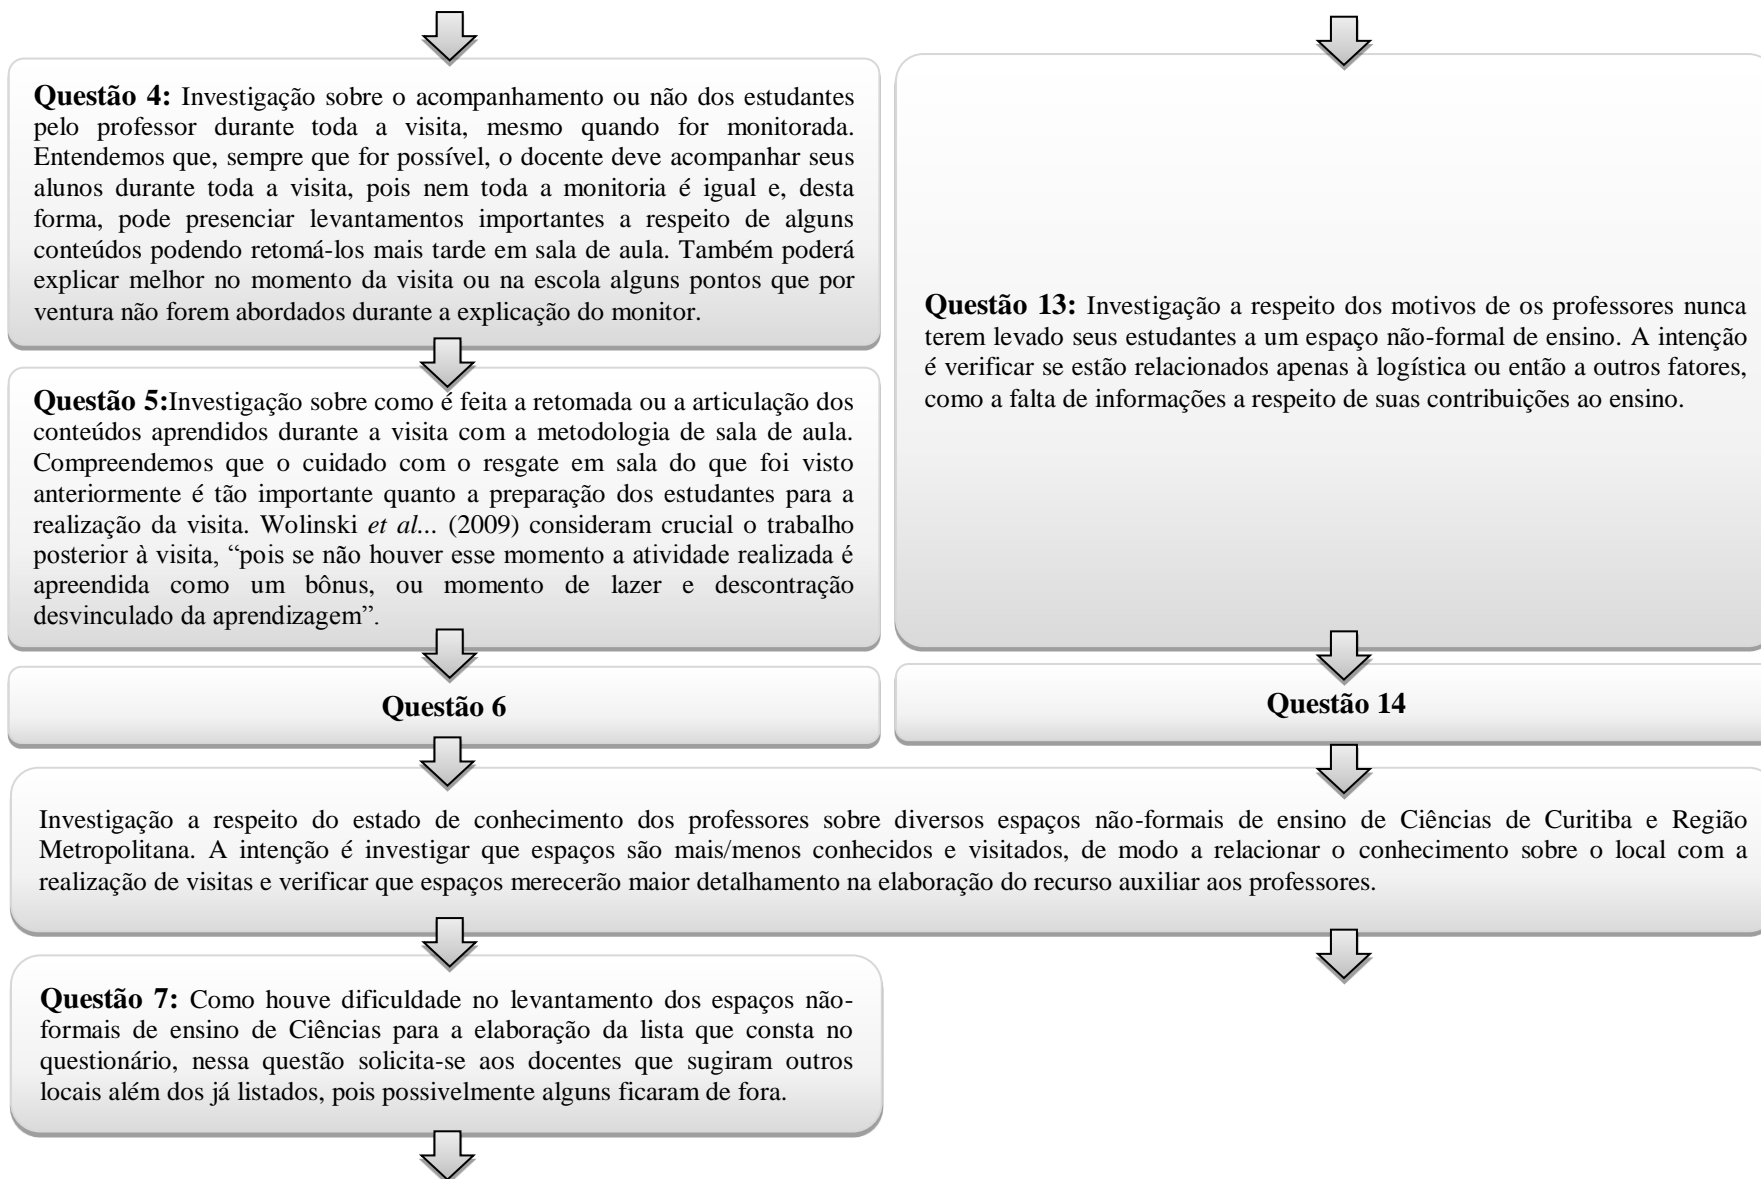 Questão 4: Investigação sobre o acompanhamento ou não dos estudantes
pelo professor durante toda a visita, mesmo quando for monitorada.
Entendemos que, sempre que for possível, o docente deve acompanhar seus
alunos durante toda a visita, pois nem toda a monitoria é igual e, desta
forma, pode presenciar levantamentos importantes a respeito de alguns
conteúdos podendo retomá-los mais tarde em sala de aula. Também poderá
explicar melhor no momento da visita ou na escola alguns pontos que por
ventura não forem abordados durante a explicação do monitor.
Questão 5:Investigação sobre como é feita a retomada ou a articulação dos
conteúdos aprendidos durante a visita com a metodologia de sala de aula.
Compreendemos que o cuidado com o resgate em sala do que foi visto
anteriormente é tão importante quanto a preparação dos estudantes para a
realização da visita. Wolinski et al... (2009) consideram crucial o trabalho
posterior à visita, “pois se não houver esse momento a atividade realizada é
apreendida como um bônus, ou momento de lazer e descontração
desvinculado da aprendizagem”.
Questão 6
Questão 13: Investigação a respeito dos motivos de os professores nunca
terem levado seus estudantes a um espaço não-formal de ensino. A intenção
é verificar se estão relacionados apenas à logística ou então a outros fatores,
como a falta de informações a respeito de suas contribuições ao ensino.
Questão 14
Investigação a respeito do estado de conhecimento dos professores sobre diversos espaços não-formais de ensino de Ciências de Curitiba e Região
Metropolitana. A intenção é investigar que espaços são mais/menos conhecidos e visitados, de modo a relacionar o conhecimento sobre o local com a
realização de visitas e verificar que espaços merecerão maior detalhamento na elaboração do recurso auxiliar aos professores.
Questão 7: Como houve dificuldade no levantamento dos espaços não-
formais de ensino de Ciências para a elaboração da lista que consta no
questionário, nessa questão solicita-se aos docentes que sugiram outros
locais além dos já listados, pois possivelmente alguns ficaram de fora.